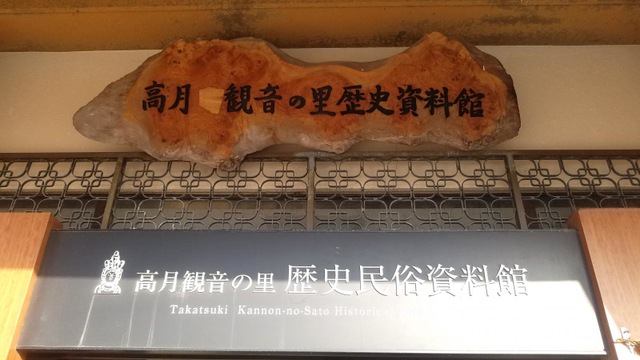 高月 観音の里歴史資料館
高月観音の里 歴史民俗資料館
Takatsuki Kannon-no-Sato